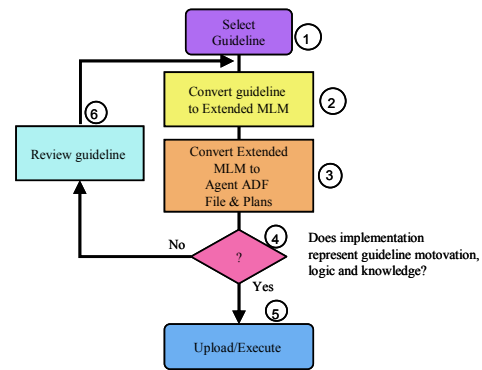 Select
Guideline
1
Convert guideline
to Extended MLM
2
6
Review guideline
Convert Extended
MLM to
Agent ADF
File & Plans
3
4
Does implementation
represent guideline motovation,
logic and knowledge?
No
?
Yes
5
Upload/Execute